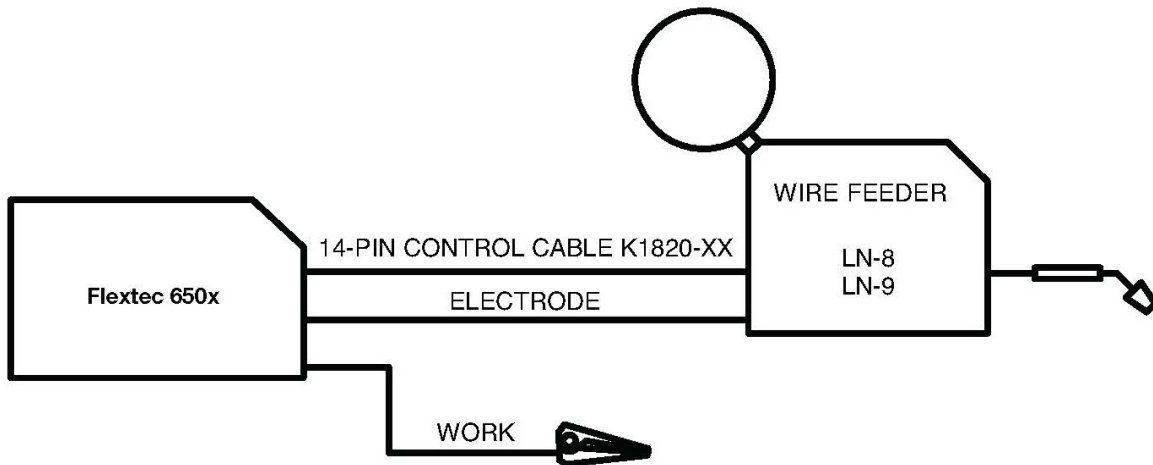 WIRE FEEDER
14-PIN CONTROL CABLE K1820-XX
LN-8
LN-9
Flextec 650x
ELECTRODE
WORK